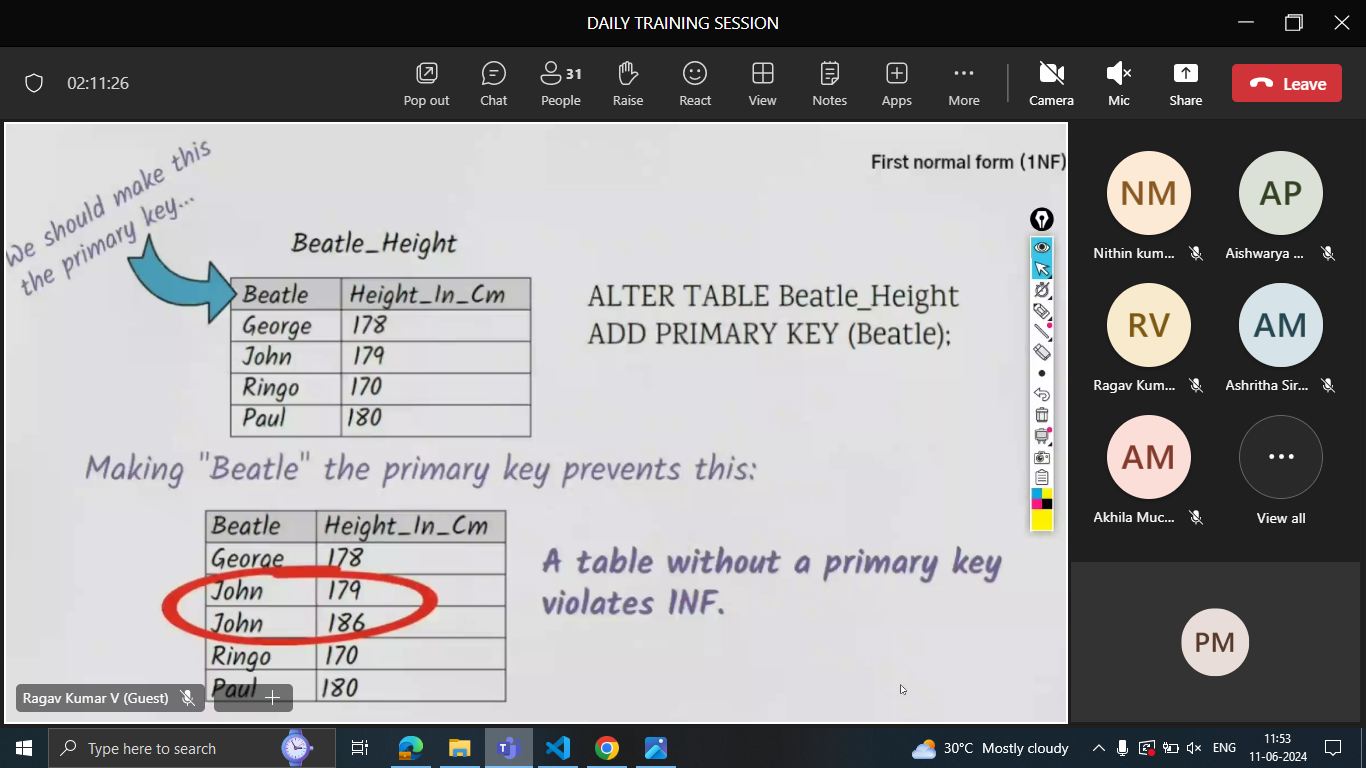 DAILY TRAINING SESSION
02:11:26
Pop out
Chat
31
People
Raise
React
View
Notes
Apps
More
Camera
Mic
Share
Leave
We should make this
the primary key...
First normal form (1NF)
Beatle_Height
Beatle Height_In_Cm
George 178
John 179
Ringo 170
Paul 180
ALTER TABLE Beatle_Height
ADD PRIMARY KEY (Beatle);
Making "Beatle" the primary key prevents this:
Beatle Height_In_Cm
George 178
John 179
John 186
Ringo 170
Paul 180
A table without a primary key
violates 1NF.
Ragav Kumar V (Guest)
NM
Nithin kum...
AP
Aishwarya ...
RV
Ragav Kum...
AM
Ashritha Sir...
AM
Akhila Muc...
View all
PM
Type here to search
30°C Mostly cloudy
ENG
11:53
11-06-2024